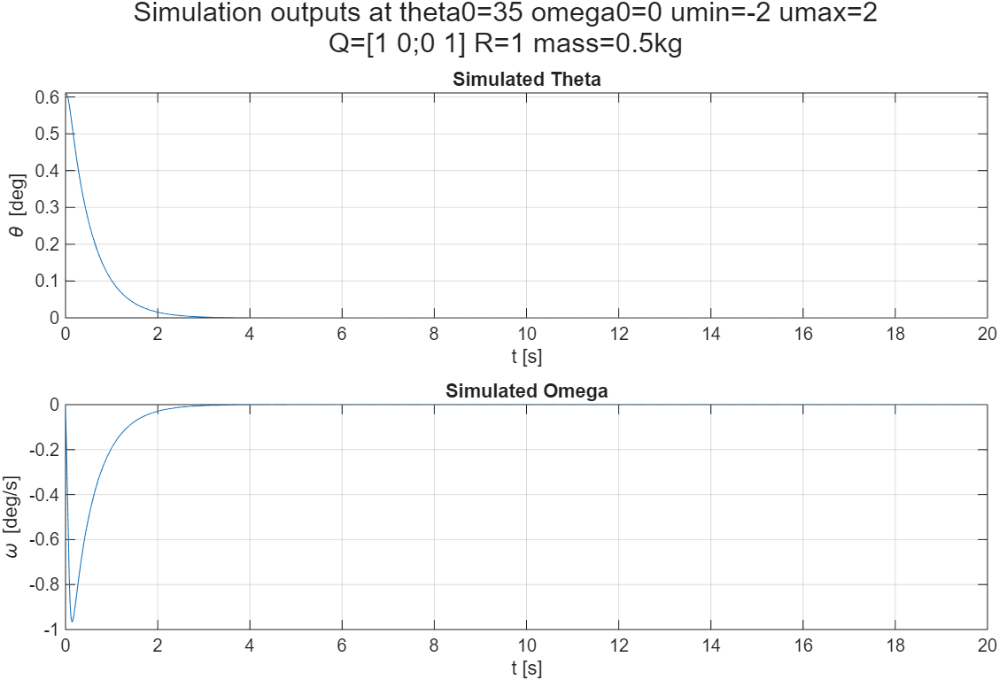 Simulation outputs at theta0=35 omega0=0 umin=-2 umax=2
Q=[1 0;0 1] R=1 mass=0.5kg
Simulated Theta
θ [deg]
0.6
0.5
0.4
0.3
0.2
0.1
0
0 2 4 6 8 10 12 14 16 18 20
t [s]
Simulated Omega
ω [deg/s]
0
-0.2
-0.4
-0.6
-0.8
-1
0 2 4 6 8 10 12 14 16 18 20
t [s]